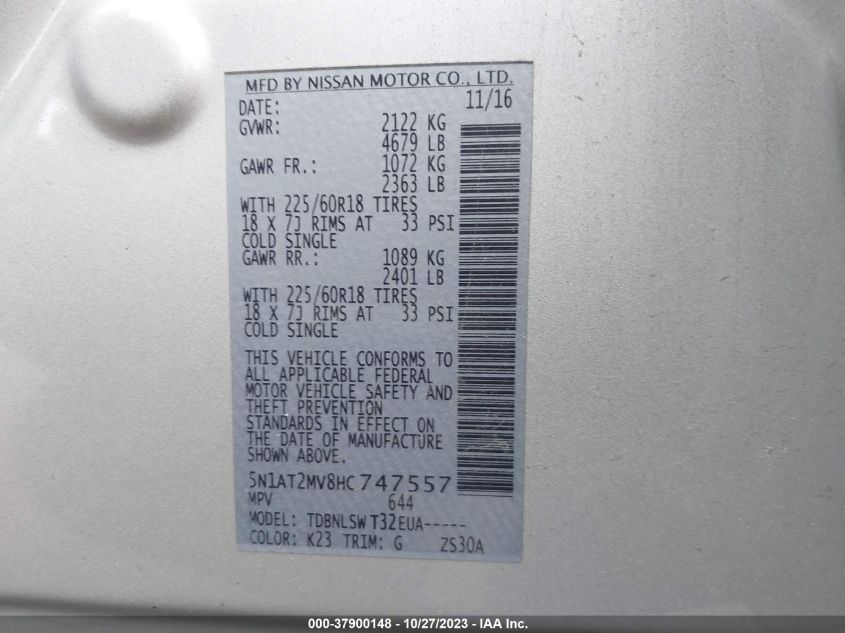 MFD BY NISSAN MOTOR CO., LTD.
DATE: 11/16
GVWR: 2122 KG
4679 LB
GAWR FR.: 1072 KG
2363 LB
WITH 225/60R18 TIRES
18 X 7J RIMS AT 33 PSI
COLD SINGLE
GAWR RR.: 1089 KG
2401 LB
WITH 225/60R18 TIRES
18 X 7J RIMS AT 33 PSI
COLD SINGLE
THIS VEHICLE CONFORMS TO
ALL APPLICABLE FEDERAL
MOTOR VEHICLE SAFETY AND
THEFT PREVENTION
STANDARDS IN EFFECT ON
THE DATE OF MANUFACTURE
SHOWN ABOVE.
5N1AT2MV8HC747557
MPV 644
MODEL: TDBNLSW T32EUA-----
COLOR: K23 TRIM: G ZS30A
000-37900148 - 10/27/2023 - IAA Inc.